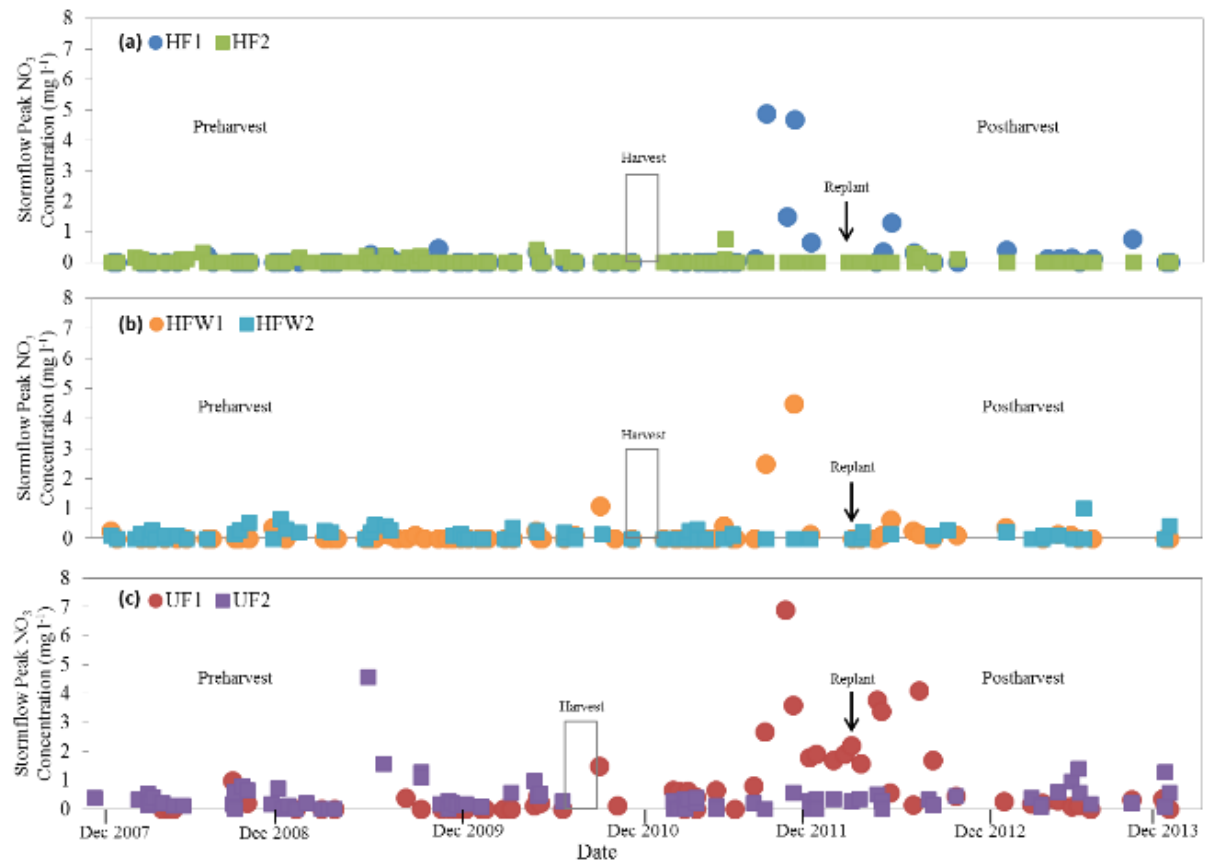 8
7
6
5
4
3
2
1
0
Stormflow Peak NO3
Concentration (mg l-1)
(a) HF1 HF2
Preharvest
Harvest
Replant
Postharvest
8
7
6
5
4
3
2
1
0
Stormflow Peak NO3
Concentration (mg l-1)
(b) HFW1 HFW2
Preharvest
Harvest
Replant
Postharvest
8
7
6
5
4
3
2
1
0
Stormflow Peak NO3
Concentration (mg l-1)
(c) UF1 UF2
Preharvest
Harvest
Replant
Postharvest
Dec 2007 Dec 2008 Dec 2009 Dec 2010 Dec 2011 Dec 2012 Dec 2013
Date